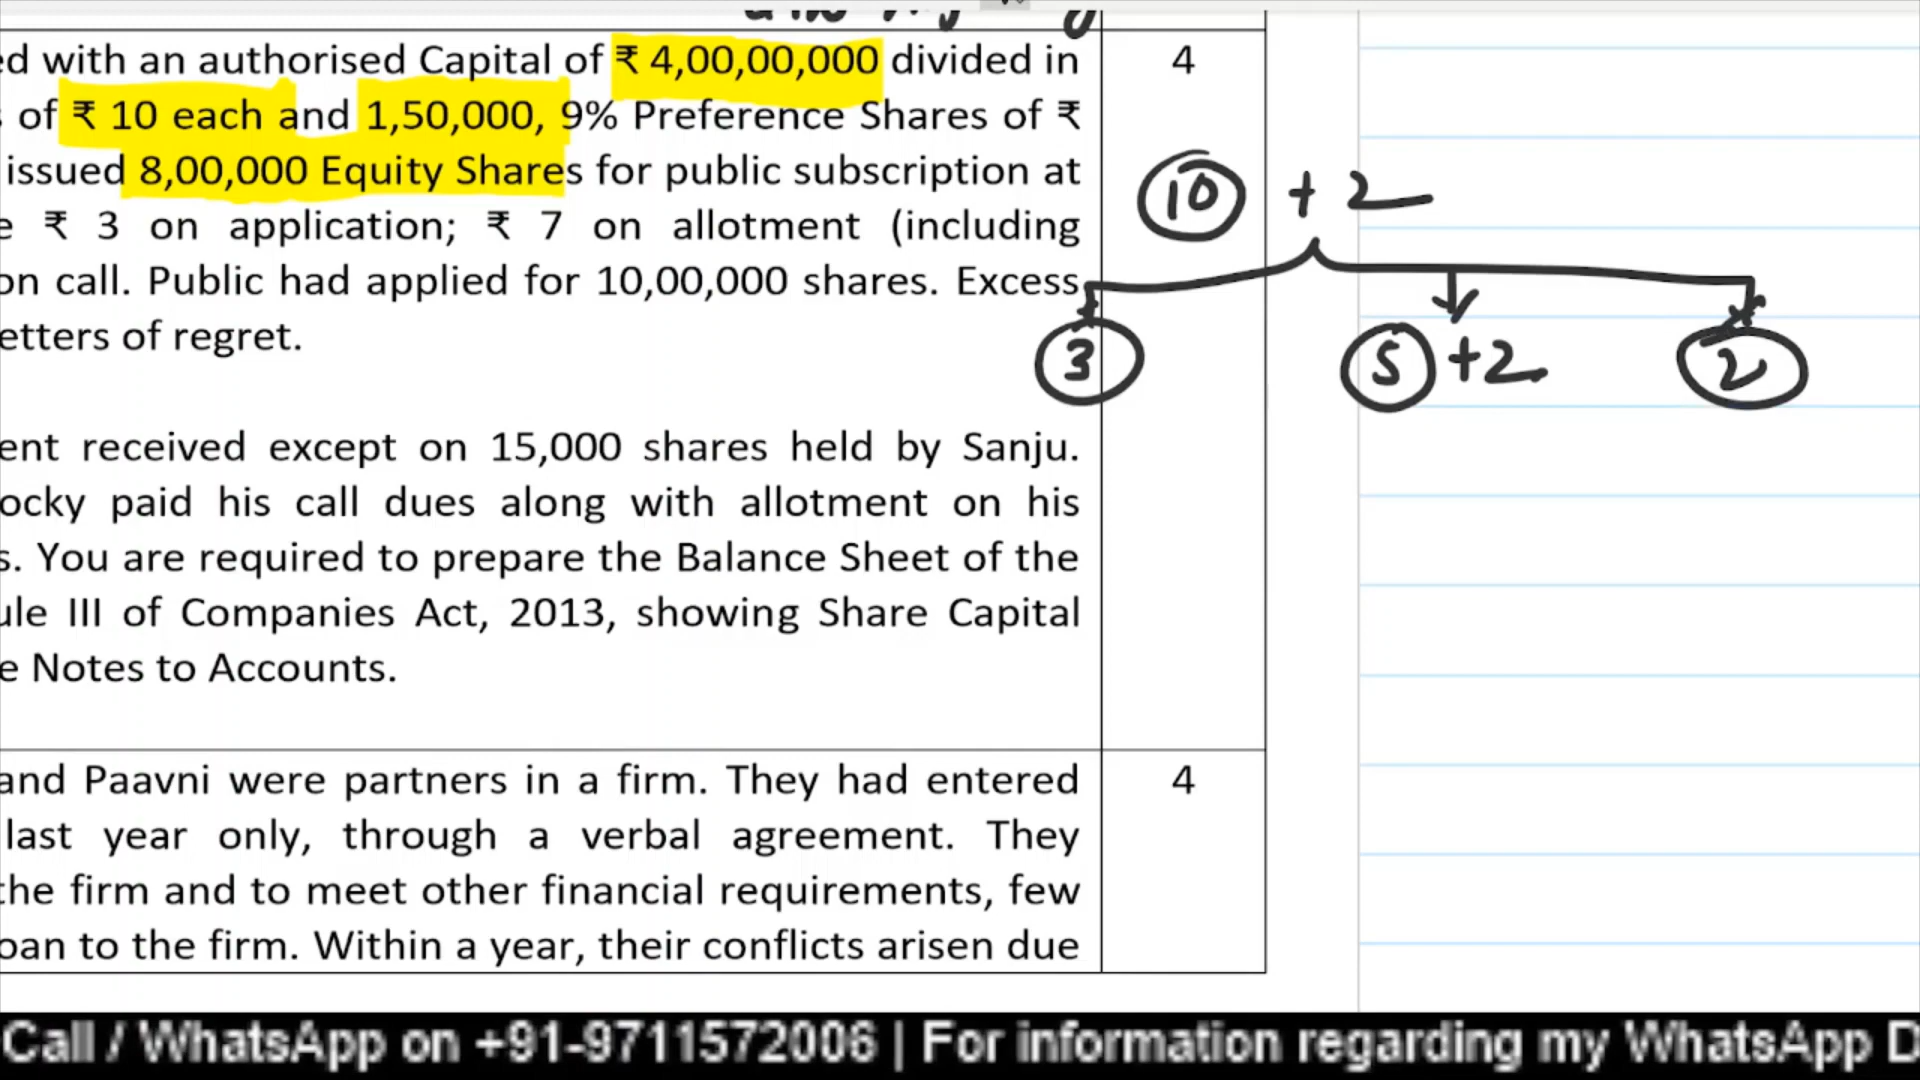 ed with an authorised Capital of ₹ 4,00,00,000 divided in 4
s of ₹ 10 each and 1,50,000, 9% Preference Shares of ₹
issued 8,00,000 Equity Shares for public subscription at
10 + 2
e ₹ 3 on application; ₹ 7 on allotment (including
on call. Public had applied for 10,00,000 shares. Excess
etters of regret.
3 5 +2 2
ent received except on 15,000 shares held by Sanju.
ocky paid his call dues along with allotment on his
s. You are required to prepare the Balance Sheet of the
ule III of Companies Act, 2013, showing Share Capital
e Notes to Accounts.
and Paavni were partners in a firm. They had entered 4
last year only, through a verbal agreement. They
the firm and to meet other financial requirements, few
oan to the firm. Within a year, their conflicts arisen due
Call / WhatsApp on +91-9711572006 | For information regarding my WhatsApp D